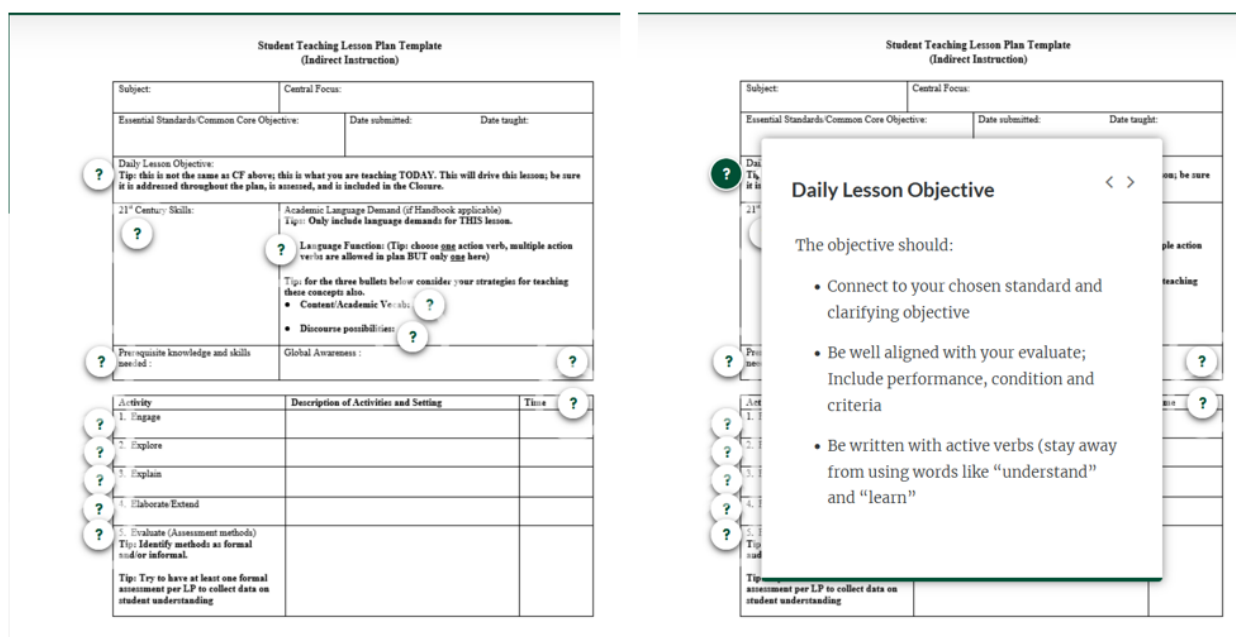 Student Teaching Lesson Plan Template
(Indirect Instruction)
Subject:
Central Focus:
Essential Standards/Common Core Objective:
Date submitted:
Date taught:
Daily Lesson Objective:
Tip: this is not the same as CF above; this is what you are teaching TODAY. This will drive this lesson; be sure
it is addressed throughout the plan, is assessed, and is included in the Closure.
?
21st Century Skills:
?
Academic Language Demand (if Handbook applicable)
Tips: Only include language demands for THIS lesson.
?
Language Function: (Tip: choose one action verb, multiple action
verbs are allowed in plan BUT only one here)
Tip: for the three bullets below consider your strategies for teaching
these concepts also.
• Content/Academic Vocab: ?
• Discourse possibilities: ?
? Prerequisite knowledge and skills
needed :
Global Awareness : ?
Activity
Description of Activities and Setting
Time ?
? 1. Engage
? 2. Explore
? 3. Explain
? 4. Elaborate/Extend
? 5. Evaluate (Assessment methods)
Tip: Identify methods as formal
and/or informal.
Tip: Try to have at least one formal
assessment per LP to collect data on
student understanding
Student Teaching Lesson Plan Template
(Indirect Instruction)
Subject:
Central Focus:
Essential Standards/Common Core Objective:
Date submitted:
Date taught:
?
on; be sure
Daily Lesson Objective < >
The objective should:
• Connect to your chosen standard and
clarifying objective
• Be well aligned with your evaluate;
Include performance, condition and
criteria
• Be written with active verbs (stay away
from using words like “understand”
and “learn”
ple action
teaching
?
?
?
?
?
?
?
?
assessment per LP to collect data on
student understanding